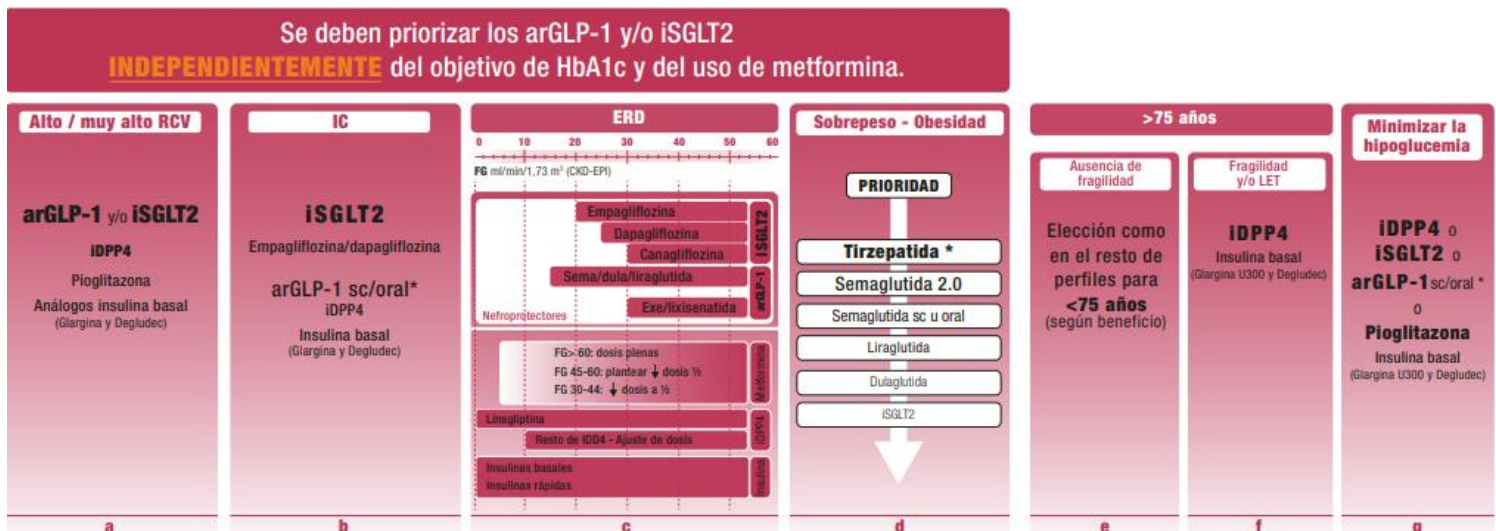 Se deben priorizar los arGLP-1 y/o iSGLT2
INDEPENDIENTEMENTE del objetivo de HbA1c y del uso de metformina.
Alto / muy alto RCV
arGLP-1 y/o iSGLT2
iDPP4
Pioglitazona
Análogos insulina basal
(Glargina y Degludec)
a
IC
iSGLT2
Empagliflozina/dapagliflozina
arGLP-1 sc/oral*
iDPP4
Insulina basal
(Glargina y Degludec)
b
ERD
0 10 20 30 40 50 60
FG ml/min/1,73 m² (CKD-EPI)
Empagliflozina
Dapagliflozina
Canagliflozina
iSGLT2
Sema/dula/liraglutida
Exe/lixisenatida
arGLP-1
Nefroprotectores
FG> 60: dosis plenas
FG 45-60: plantear ↓ dosis ½
FG 30-44: ↓ dosis a ½
Metformina
Linagliptina
Resto de IDD4 - Ajuste de dosis
iDPP4
Insulinas basales
Insulinas rápidas
Insulina
c
Sobrepeso - Obesidad
PRIORIDAD
Tirzepatida *
Semaglutida 2.0
Semaglutida sc u oral
Liraglutida
Dulaglutida
iSGLT2
d
>75 años
Ausencia de
fragilidad
Elección como
en el resto de
perfiles para
<75 años
(según beneficio)
e
Fragilidad
y/o LET
iDPP4
Insulina basal
(Glargina U300 y Degludec)
f
Minimizar la
hipoglucemia
iDPP4 o
iSGLT2 o
arGLP-1 sc/oral *
o
Pioglitazona
Insulina basal
(Glargina U300 y Degludec)
g